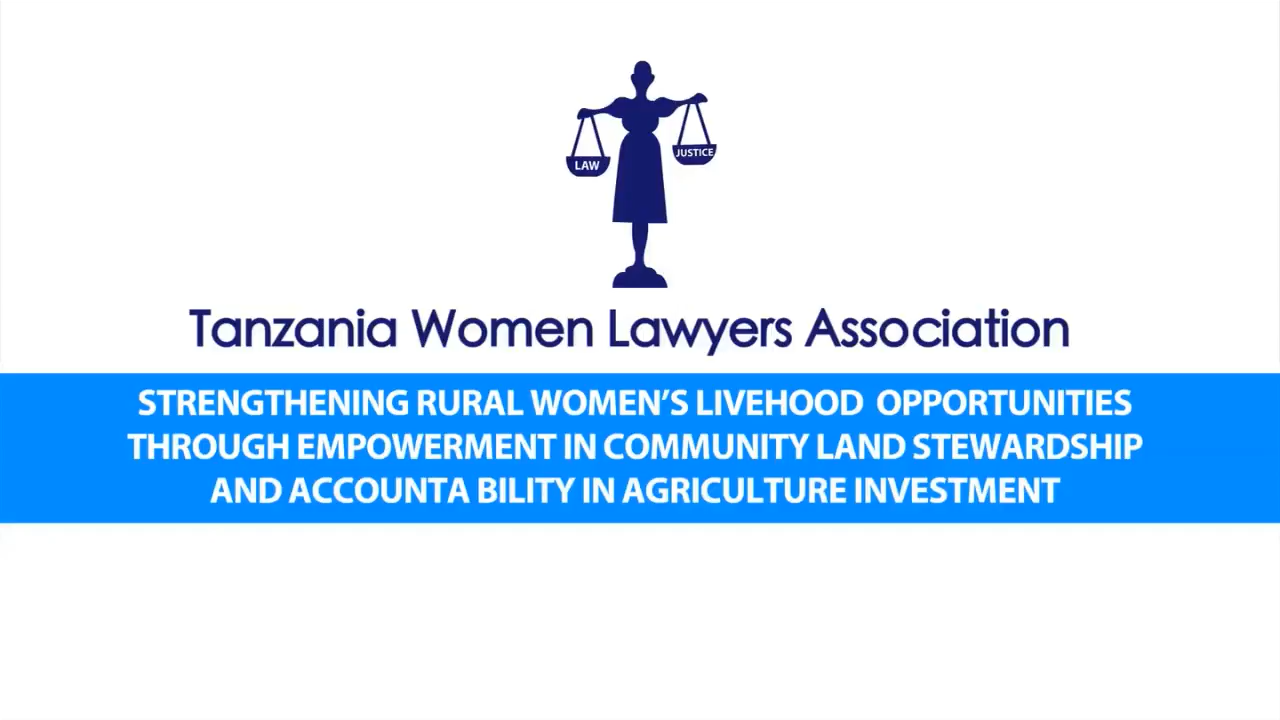 LAW
JUSTICE
Tanzania Women Lawyers Association
STRENGTHENING RURAL WOMEN’S LIVEHOOD  OPPORTUNITIES
THROUGH EMPOWERMENT IN COMMUNITY LAND STEWARDSHIP
AND ACCOUNTA BILITY IN AGRICULTURE INVESTMENT